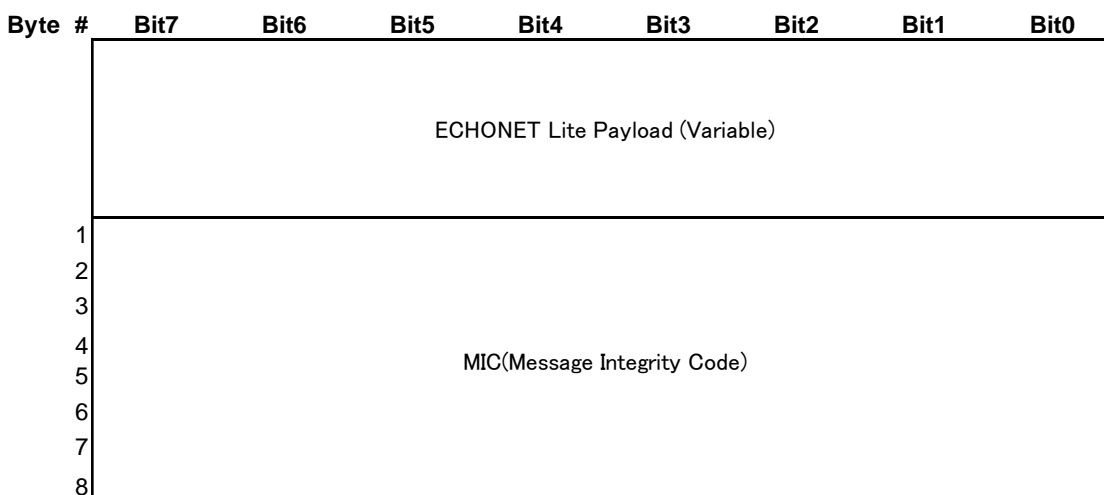 Byte # Bit7 Bit6 Bit5 Bit4 Bit3 Bit2 Bit1 Bit0
ECHONET Lite Payload (Variable)
1
2
3
4
MIC(Message Integrity Code)
5
6
7
8